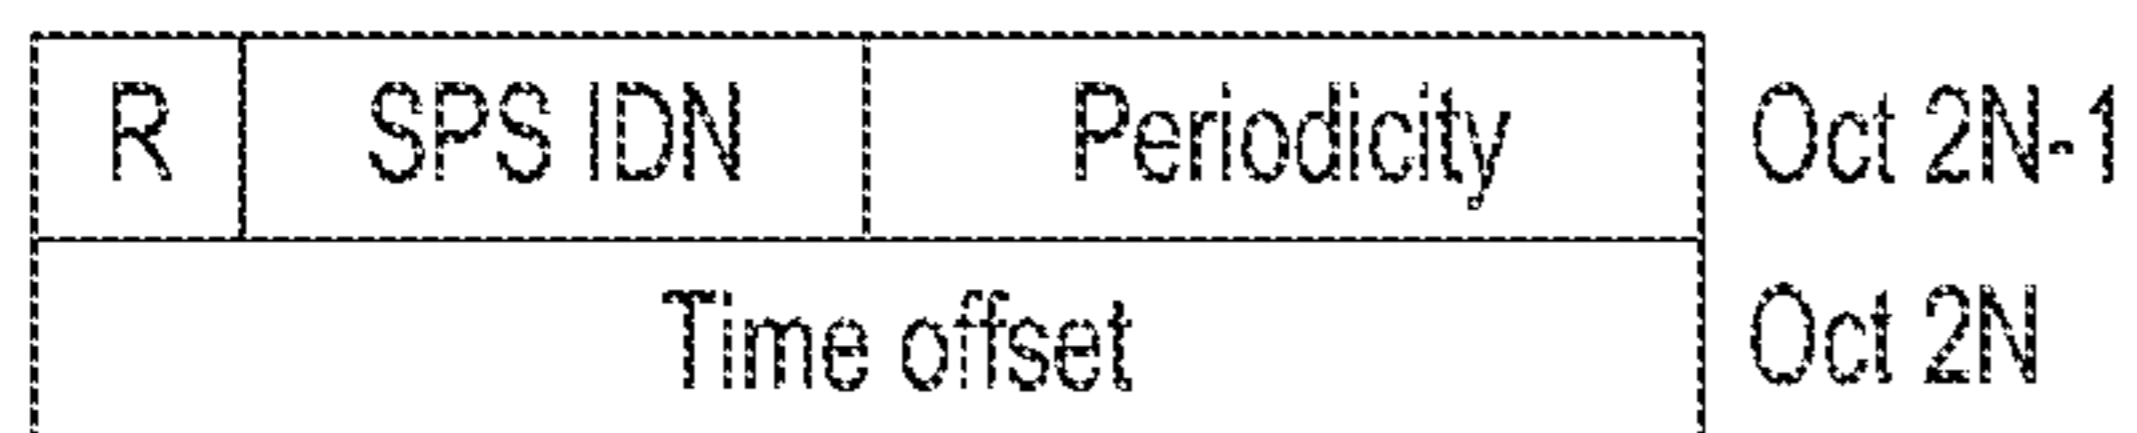 R SPS IDN Periodicity Oct 2N-1
Time offset Oct 2N